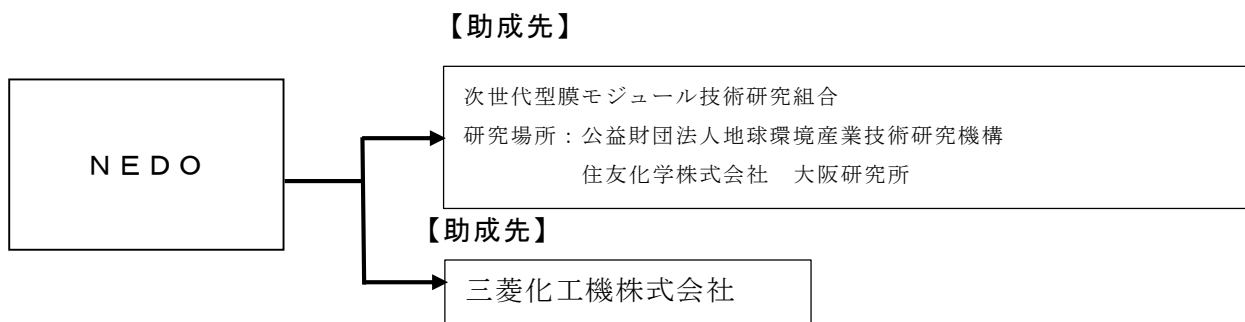 【助成先】
次世代型膜モジュール技術研究組合
研究場所：公益財団法人地球環境産業技術研究機構
住友化学株式会社　大阪研究所
ＮＥＤＯ
【助成先】
三菱化工機株式会社